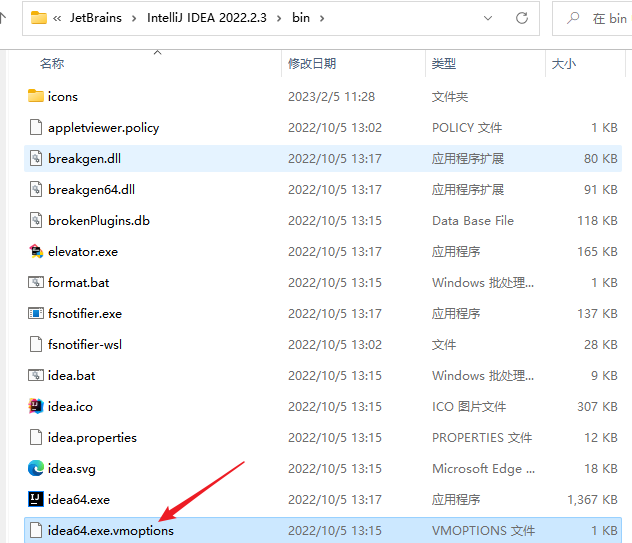 « JetBrains › IntelliJ IDEA 2022.2.3 › bin › 在 bin
名称 修改日期 类型 大小
icons 2023/2/5 11:28 文件夹
appletviewer.policy 2022/10/5 13:02 POLICY 文件 1 KB
breakgen.dll 2022/10/5 13:17 应用程序扩展 80 KB
breakgen64.dll 2022/10/5 13:17 应用程序扩展 91 KB
brokenPlugins.db 2022/10/5 13:15 Data Base File 118 KB
elevator.exe 2022/10/5 13:17 应用程序 165 KB
format.bat 2022/10/5 13:15 Windows 批处理... 1 KB
fsnotifier.exe 2022/10/5 13:17 应用程序 137 KB
fsnotifier-wsl 2022/10/5 13:02 文件 28 KB
idea.bat 2022/10/5 13:15 Windows 批处理... 9 KB
idea.ico 2022/10/5 13:15 ICO 图片文件 307 KB
idea.properties 2022/10/5 13:15 PROPERTIES 文件 12 KB
idea.svg 2022/10/5 13:15 Microsoft Edge ... 18 KB
idea64.exe 2022/10/5 13:17 应用程序 1,367 KB
idea64.exe.vmoptions 2022/10/5 13:15 VMOPTIONS 文件 1 KB